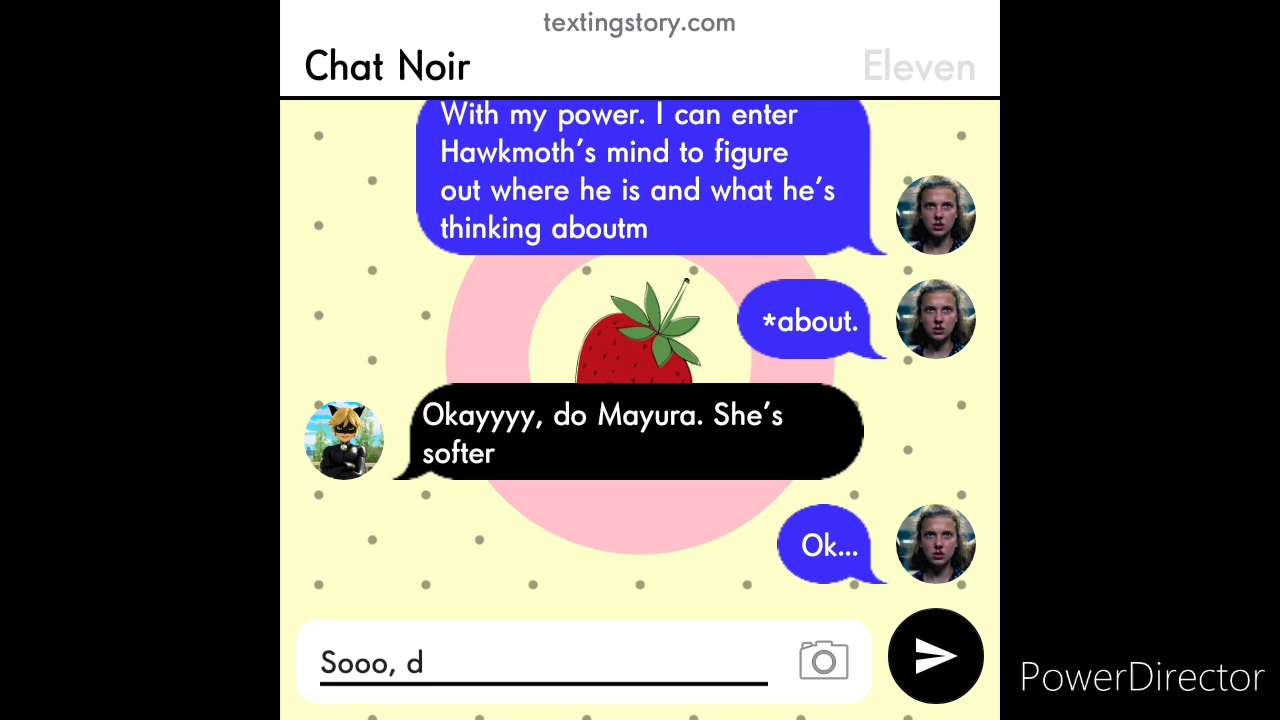 textingstory.com
Chat Noir
Eleven
With my power. I can enter
Hawkmoth's mind to figure
out where he is and what he's
thinking aboutm
*about.
Okayyyy, do Mayura. She's
softer
Ok...
Sooo, d
PowerDirector